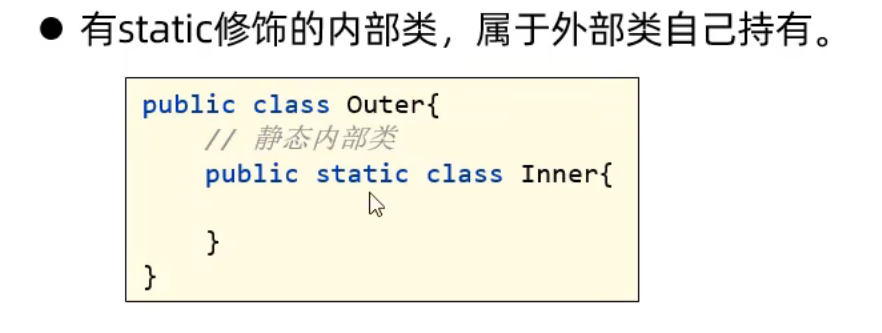 ● 有static修饰的内部类，属于外部类自己持有。
public class Outer{
    // 静态内部类
    public static class Inner{

    }
}